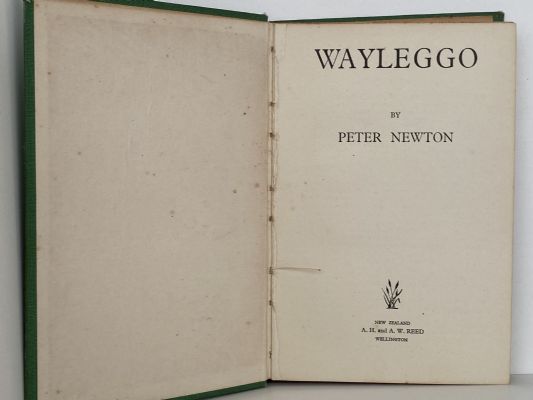 WAYLEGGO
BY
PETER NEWTON
NEW ZEALAND
A. H. and A. W. REED
WELLINGTON